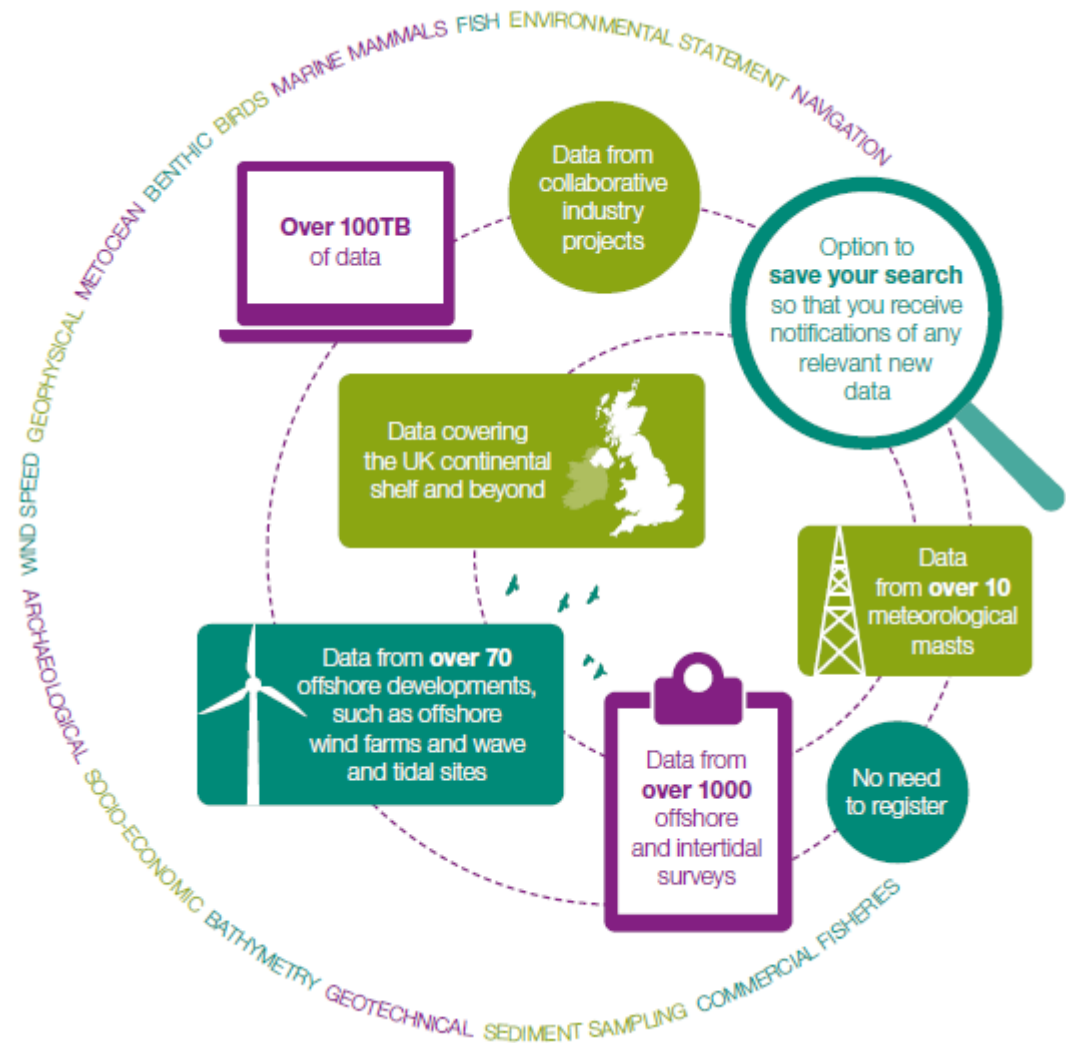 NAVIGATION
ENVIRONMENTAL STATEMENT
FISH
MARINE MAMMALS
BIRDS
BENTHIC
METOCEAN
GEOPHYSICAL
WIND SPEED
ARCHAEOLOGICAL
SOCIO-ECONOMIC
BATHYMETRY
GEOTECHNICAL
SEDIMENT SAMPLING
COMMERCIAL FISHERIES
Over 100TB
of data
Data from
collaborative
industry
projects
Option to
save your search
so that you receive
notifications of any
relevant new
data
Data covering
the UK continental
shelf and beyond
Data
from over 10
meteorological
masts
Data from over 70
offshore developments,
such as offshore
wind farms and wave
and tidal sites
Data from
over 1000
offshore
and intertidal
surveys
No need
to register